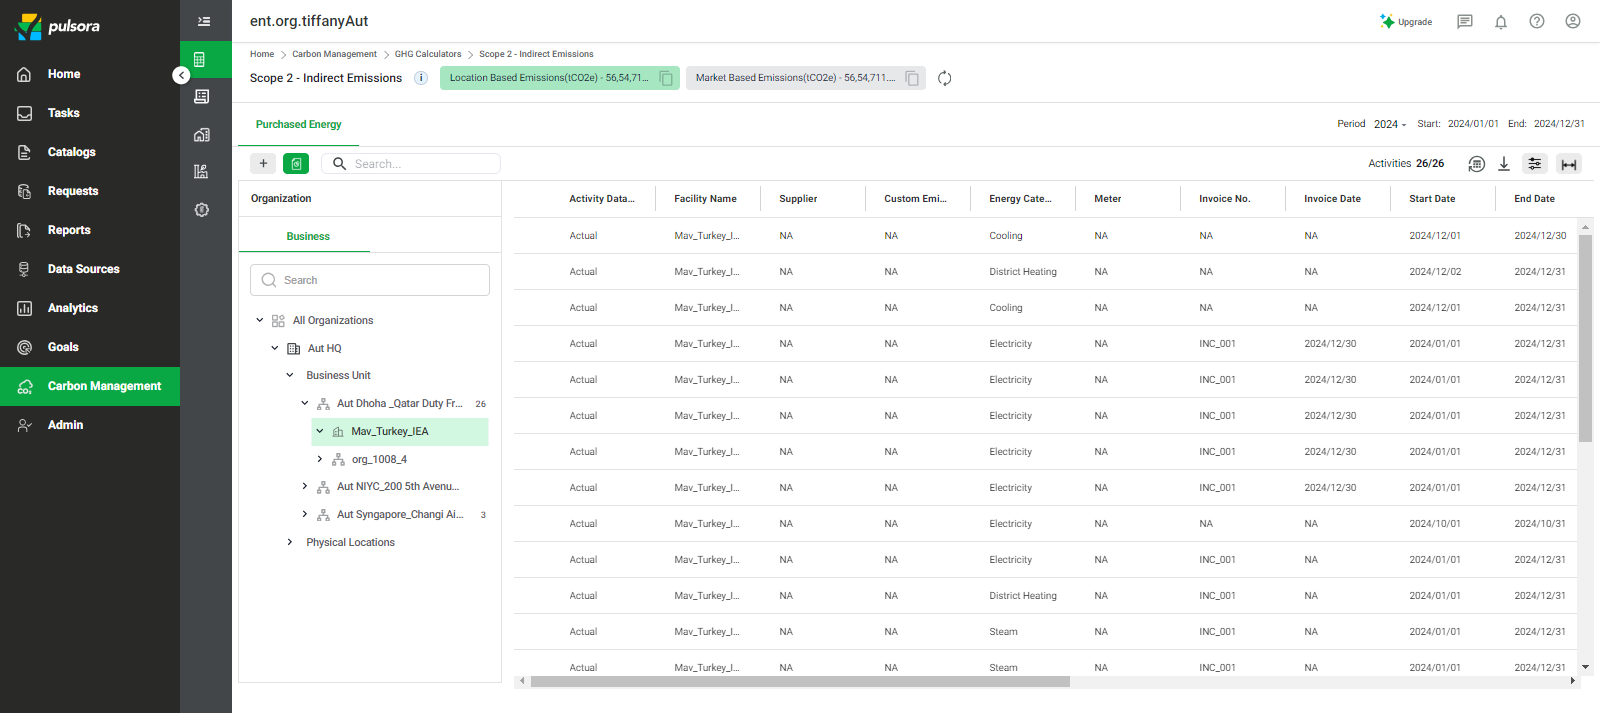 pulsora
Home
Tasks
Catalogs
Requests
Reports
Data Sources
Analytics
Goals
Carbon Management
Admin
ent.org.tiffanyAut
Upgrade
Home > Carbon Management > GHG Calculators > Scope 2 - Indirect Emissions
Scope 2 - Indirect Emissions
Location Based Emissions(tCO2e) - 56,54,71...
Market Based Emissions(tCO2e) - 56,54,711....
Purchased Energy
Period 2024 Start: 2024/01/01 End: 2024/12/31
Search...
Activities 26/26
Organization
Business
Search
All Organizations
Aut HQ
Business Unit
Aut Dhoha _Qatar Duty Fr... 26
Mav_Turkey_IEA
org_1008_4
Aut NIYC_200 5th Avenu...
Aut Syngapore_Changi Ai... 3
Physical Locations
Activity Data... Facility Name Supplier Custom Emi... Energy Cate... Meter Invoice No. Invoice Date Start Date End Date
Actual Mav_Turkey_I... NA NA Cooling NA NA NA 2024/12/01 2024/12/30
Actual Mav_Turkey_I... NA NA District Heating NA NA NA 2024/12/02 2024/12/31
Actual Mav_Turkey_I... NA NA Cooling NA NA NA 2024/01/01 2024/12/31
Actual Mav_Turkey_I... NA NA Electricity NA INC_001 2024/12/30 2024/01/01 2024/12/31
Actual Mav_Turkey_I... NA NA Electricity NA INC_001 2024/12/30 2024/01/01 2024/12/31
Actual Mav_Turkey_I... NA NA Electricity NA INC_001 2024/12/30 2024/01/01 2024/12/31
Actual Mav_Turkey_I... NA NA Electricity NA INC_001 2024/12/30 2024/01/01 2024/12/31
Actual Mav_Turkey_I... NA NA Electricity NA INC_001 2024/12/30 2024/01/01 2024/12/31
Actual Mav_Turkey_I... NA NA Electricity NA NA NA 2024/10/01 2024/10/31
Actual Mav_Turkey_I... NA NA Electricity NA INC_001 NA 2024/01/01 2024/12/31
Actual Mav_Turkey_I... NA NA District Heating NA INC_001 NA 2024/01/01 2024/12/31
Actual Mav_Turkey_I... NA NA Steam NA INC_001 NA 2024/01/01 2024/12/31
Actual Mav_Turkey_I... NA NA Steam NA INC_001 NA 2024/01/01 2024/12/31